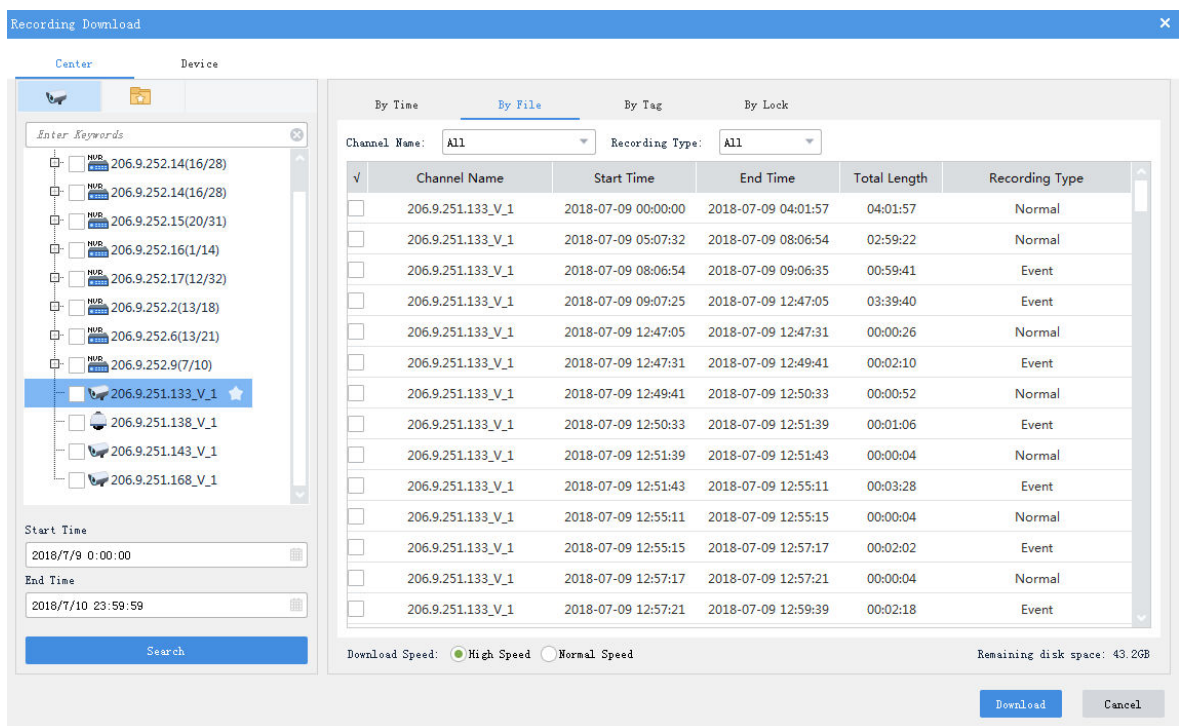 Recording Download
Center Device
Enter Keywords
NVR 206.9.252.14(16/28)
NVR 206.9.252.14(16/28)
NVR 206.9.252.15(20/31)
NVR 206.9.252.16(1/14)
NVR 206.9.252.17(12/32)
NVR 206.9.252.2(13/18)
NVR 206.9.252.6(13/21)
NVR 206.9.252.9(7/10)
206.9.251.133_V_1
206.9.251.138_V_1
206.9.251.143_V_1
206.9.251.168_V_1
Start Time
2018/7/9 0:00:00
End Time
2018/7/10 23:59:59
Search
By Time By File By Tag By Lock
Channel Name: All Recording Type: All
√ Channel Name Start Time End Time Total Length Recording Type
206.9.251.133_V_1 2018-07-09 00:00:00 2018-07-09 04:01:57 04:01:57 Normal
206.9.251.133_V_1 2018-07-09 05:07:32 2018-07-09 08:06:54 02:59:22 Normal
206.9.251.133_V_1 2018-07-09 08:06:54 2018-07-09 09:06:35 00:59:41 Event
206.9.251.133_V_1 2018-07-09 09:07:25 2018-07-09 12:47:05 03:39:40 Event
206.9.251.133_V_1 2018-07-09 12:47:05 2018-07-09 12:47:31 00:00:26 Normal
206.9.251.133_V_1 2018-07-09 12:47:31 2018-07-09 12:49:41 00:02:10 Event
206.9.251.133_V_1 2018-07-09 12:49:41 2018-07-09 12:50:33 00:00:52 Normal
206.9.251.133_V_1 2018-07-09 12:50:33 2018-07-09 12:51:39 00:01:06 Event
206.9.251.133_V_1 2018-07-09 12:51:39 2018-07-09 12:51:43 00:00:04 Normal
206.9.251.133_V_1 2018-07-09 12:51:43 2018-07-09 12:55:11 00:03:28 Event
206.9.251.133_V_1 2018-07-09 12:55:11 2018-07-09 12:55:15 00:00:04 Normal
206.9.251.133_V_1 2018-07-09 12:55:15 2018-07-09 12:57:17 00:02:02 Event
206.9.251.133_V_1 2018-07-09 12:57:17 2018-07-09 12:57:21 00:00:04 Normal
206.9.251.133_V_1 2018-07-09 12:57:21 2018-07-09 12:59:39 00:02:18 Event
Download Speed: High Speed Normal Speed Remaining disk space: 43.2GB
Download Cancel